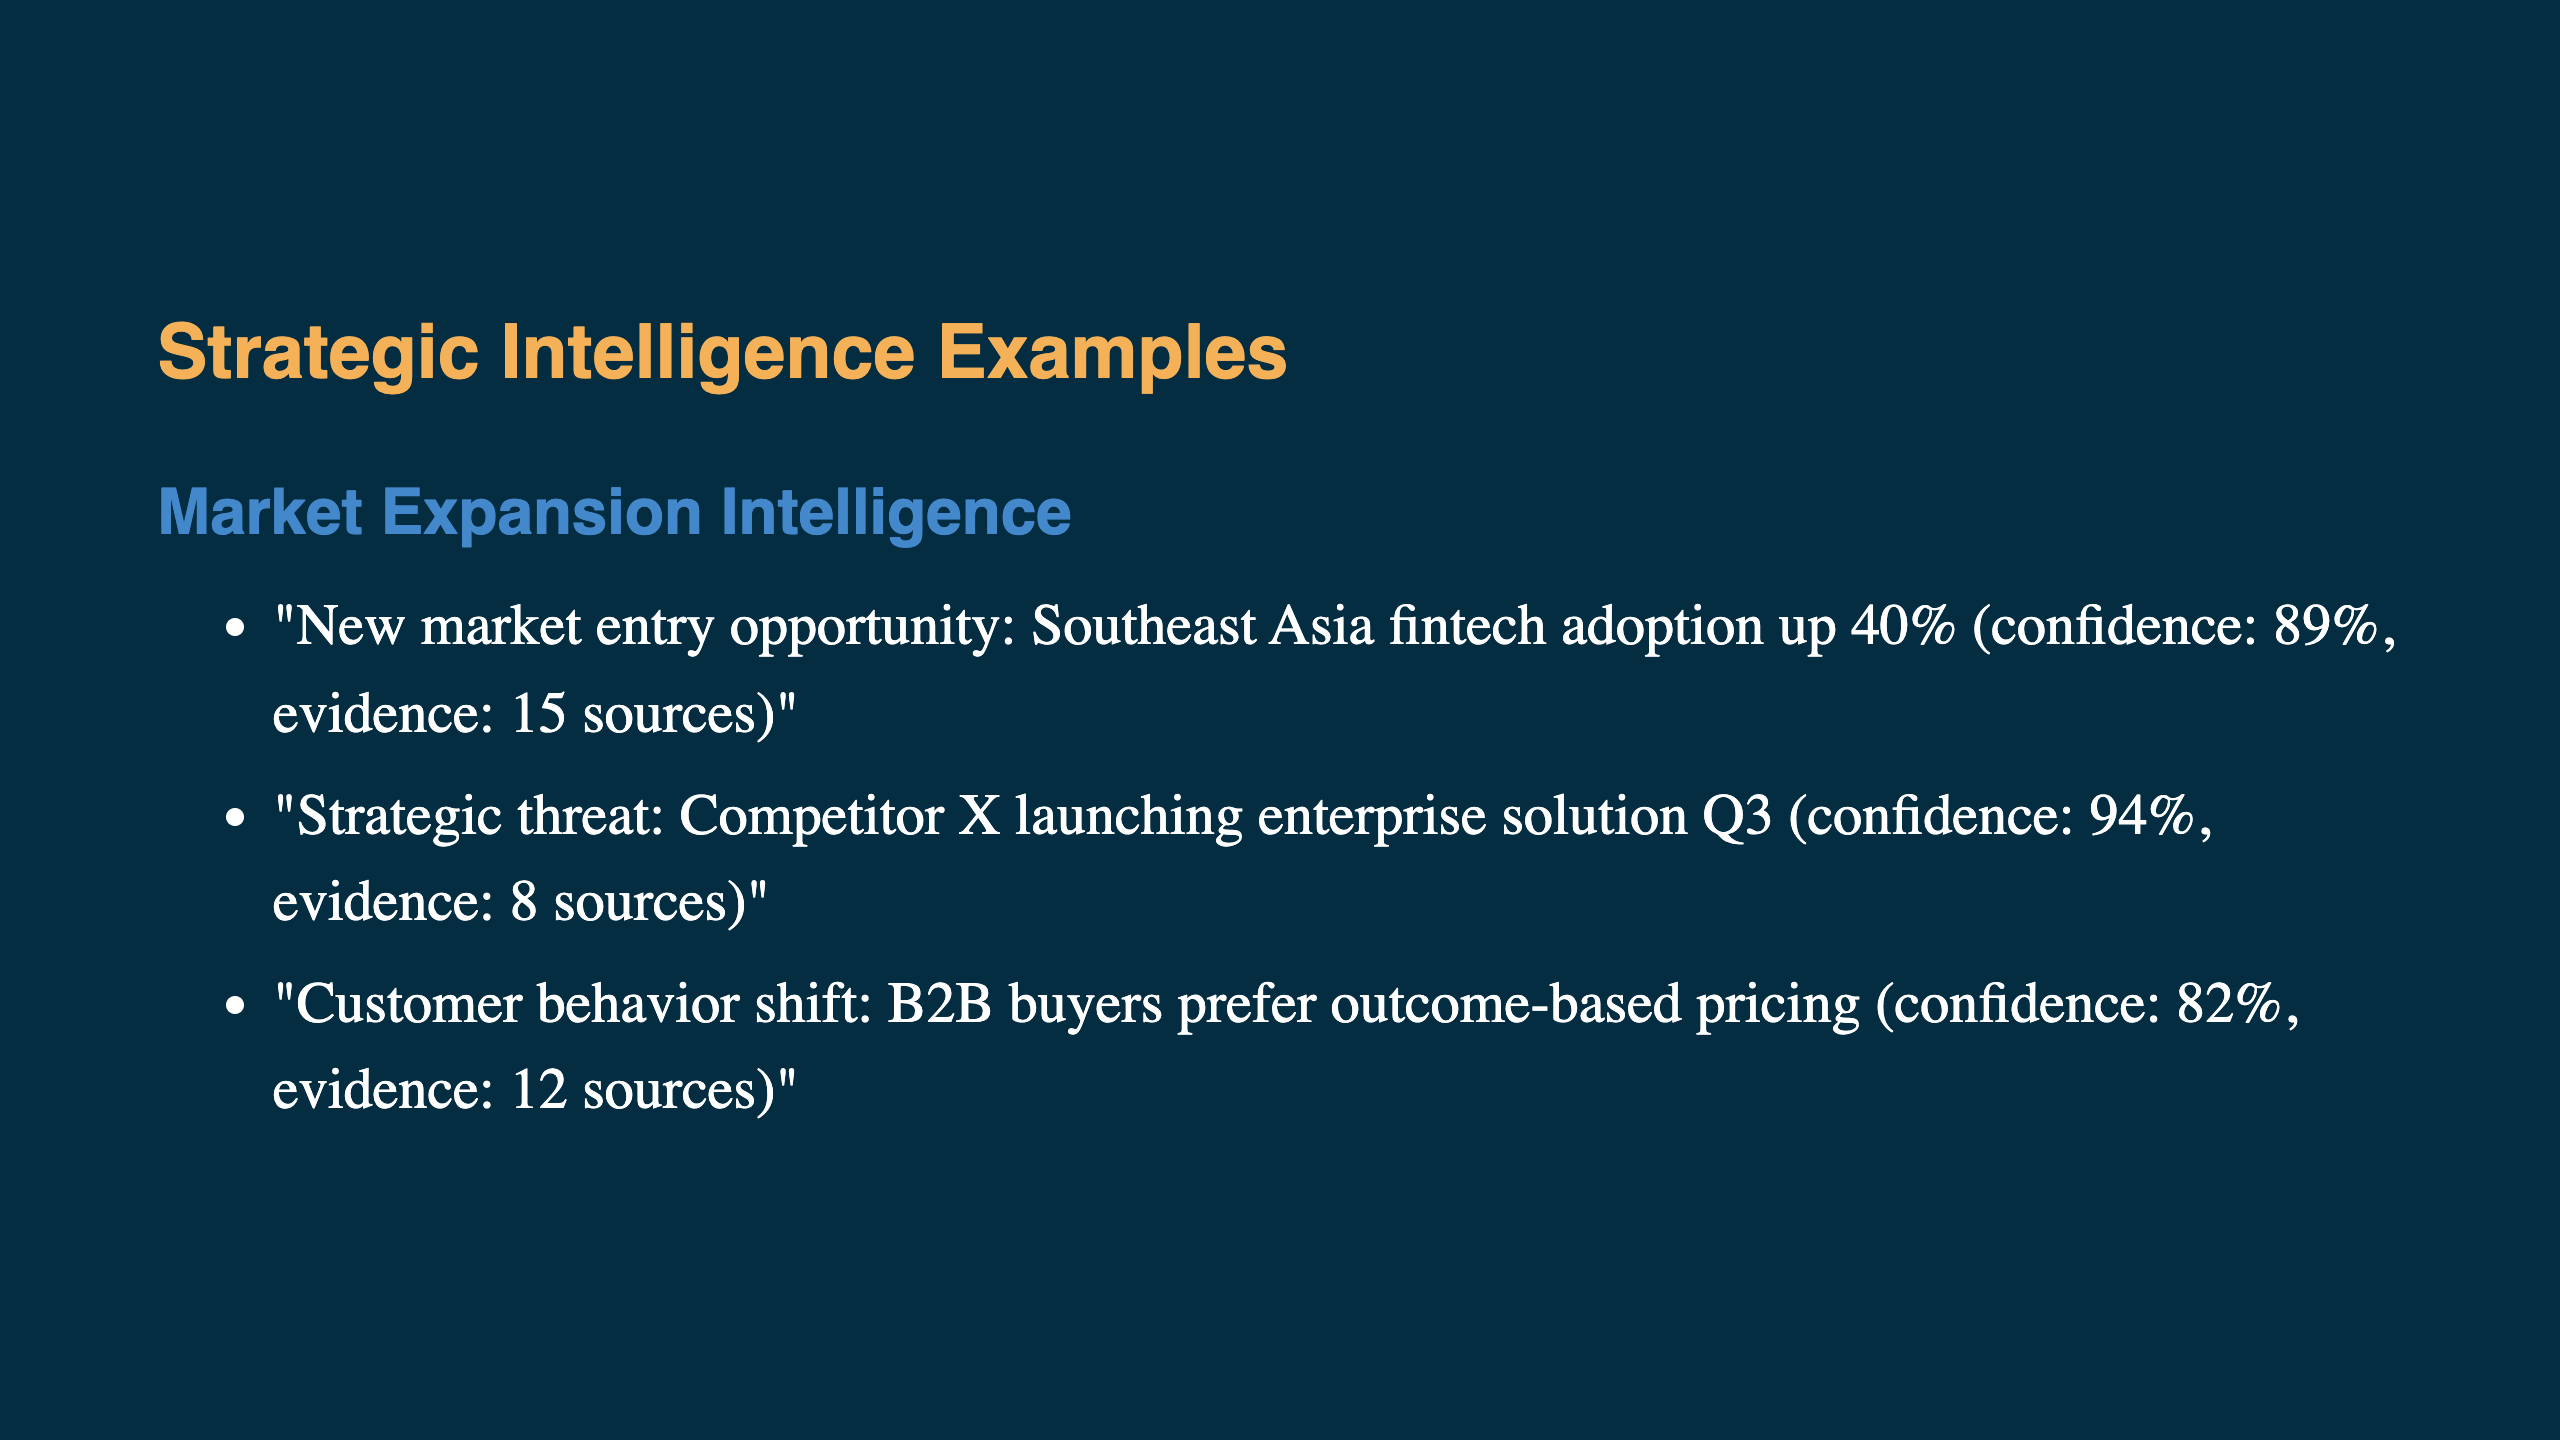 Strategic Intelligence Examples
Market Expansion Intelligence
• "New market entry opportunity: Southeast Asia fintech adoption up 40% (confidence: 89%,
evidence: 15 sources)"
• "Strategic threat: Competitor X launching enterprise solution Q3 (confidence: 94%,
evidence: 8 sources)"
• "Customer behavior shift: B2B buyers prefer outcome-based pricing (confidence: 82%,
evidence: 12 sources)"